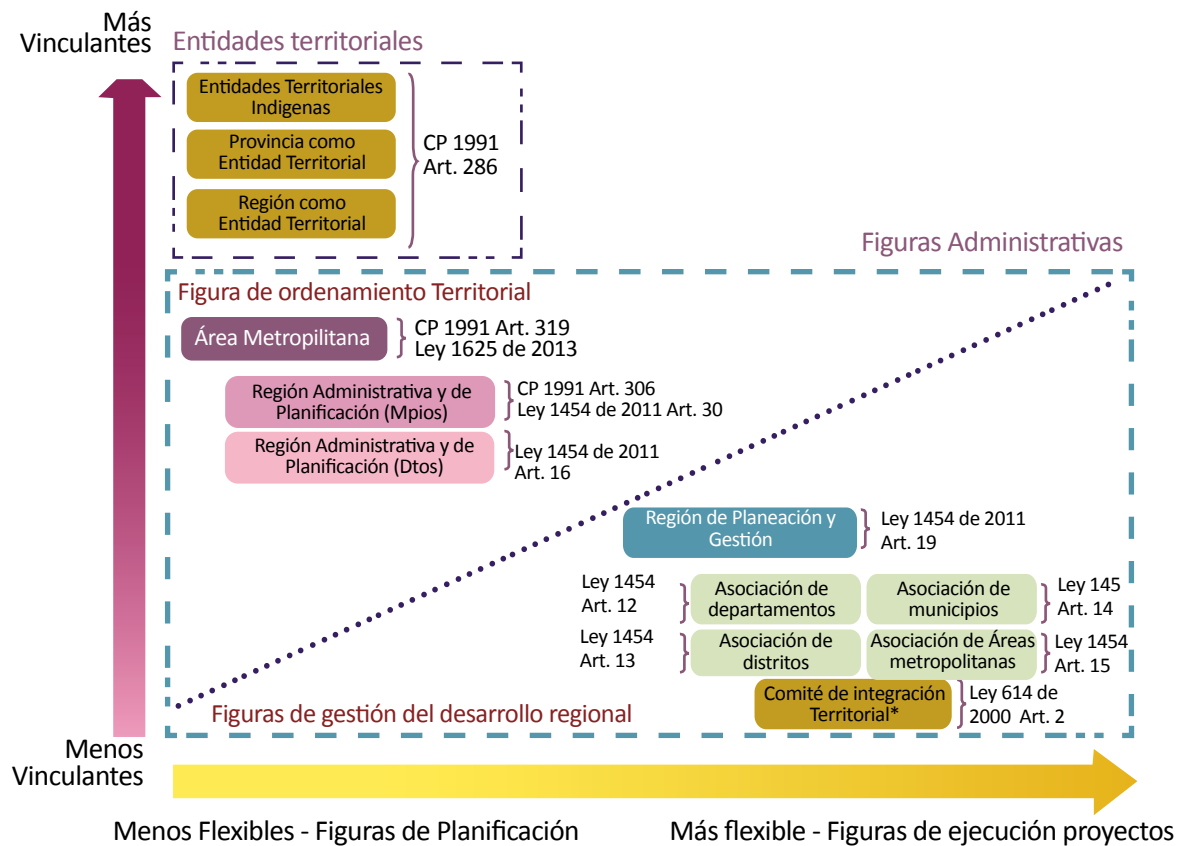 Más
Vinculantes
Entidades territoriales
Entidades Territoriales
Indigenas
Provincia como
Entidad Territorial
Región como
Entidad Territorial
CP 1991
Art. 286
Figuras Administrativas
Figura de ordenamiento Territorial
Área Metropilitana
CP 1991 Art. 319
Ley 1625 de 2013
Región Administrativa y de
Planificación (Mpios)
CP 1991 Art. 306
Ley 1454 de 2011 Art. 30
Región Administrativa y de
Planificación (Dtos)
Ley 1454 de 2011
Art. 16
Región de Planeación y
Gestión
Ley 1454 de 2011
Art. 19
Ley 1454
Art. 12
Asociación de
departamentos
Asociación de
municipios
Ley 145
Art. 14
Ley 1454
Art. 13
Asociación de
distritos
Asociación de Áreas
metropolitanas
Ley 1454
Art. 15
Comité de integración
Territorial*
Ley 614 de
2000 Art. 2
Figuras de gestión del desarrollo regional
Menos
Vinculantes
Menos Flexibles - Figuras de Planificación
Más flexible - Figuras de ejecución proyectos